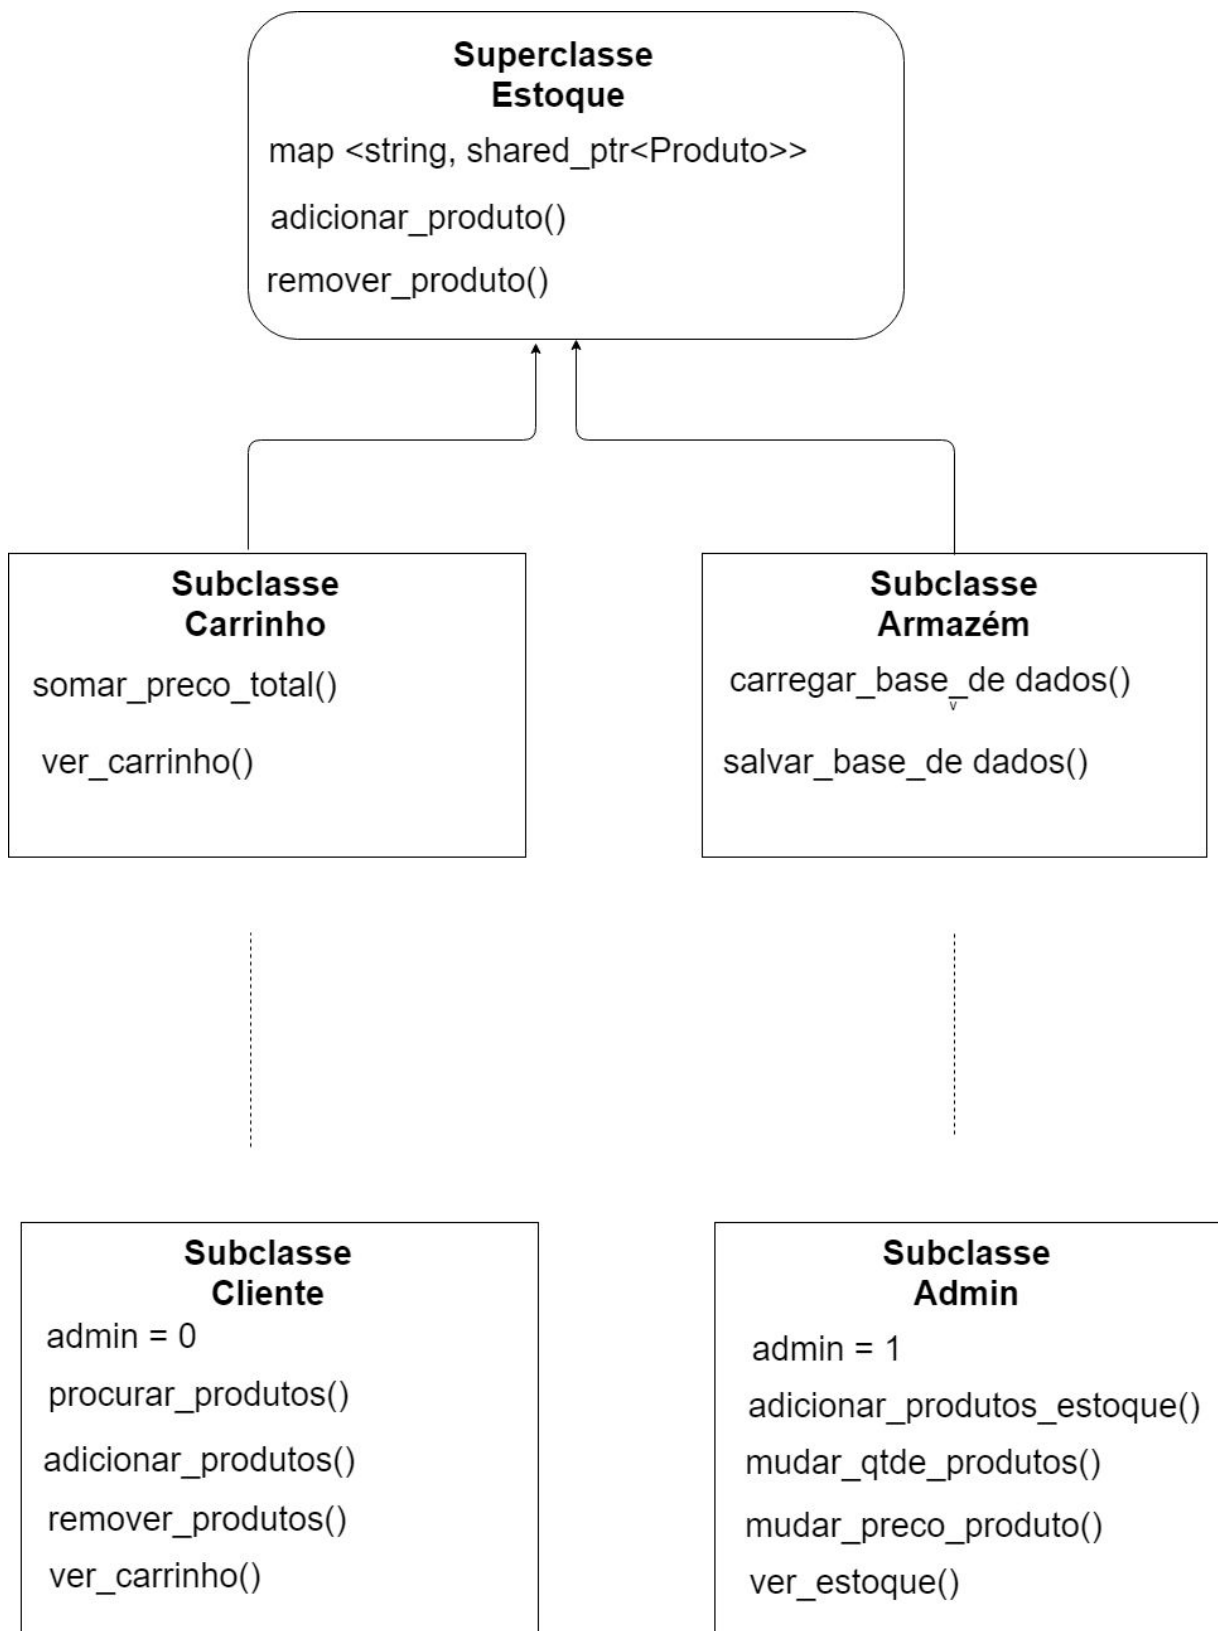 Superclasse
Estoque
map <string, shared_ptr<Produto>>
adicionar_produto()
remover_produto()
Subclasse
Carrinho
somar_preco_total()
ver_carrinho()
Subclasse
Armazém
carregar_base_de dados()
v
salvar_base_de dados()
Subclasse
Cliente
admin = 0
procurar_produtos()
adicionar_produtos()
remover_produtos()
ver_carrinho()
Subclasse
Admin
admin = 1
adicionar_produtos_estoque()
mudar_qtde_produtos()
mudar_preco_produto()
ver_estoque()